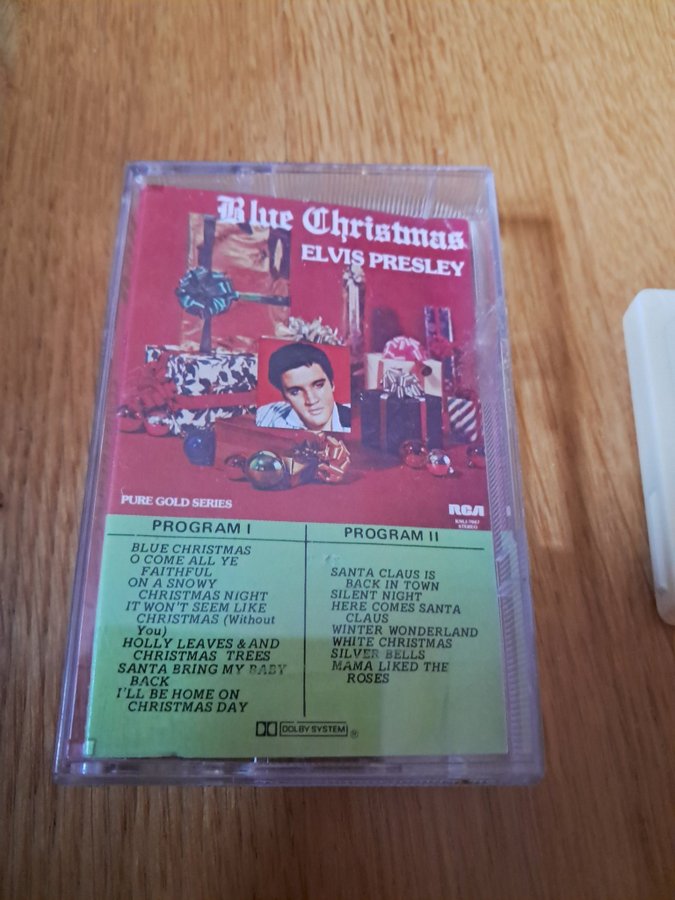 Blue Christmas
ELVIS PRESLEY
PURE GOLD SERIES
RCA
STEREO
PROGRAM I
BLUE CHRISTMAS
O COME ALL YE
FAITHFUL
ON A SNOWY
CHRISTMAS NIGHT
IT WON'T SEEM LIKE
CHRISTMAS (Without
You)
HOLLY LEAVES & AND
CHRISTMAS TREES
SANTA BRING MY BABY
BACK
I'LL BE HOME ON
CHRISTMAS DAY
PROGRAM II
SANTA CLAUS IS
BACK IN TOWN
SILENT NIGHT
HERE COMES SANTA
CLAUS
WINTER WONDERLAND
WHITE CHRISTMAS
SILVER BELLS
MAMA LIKED THE
ROSES
DOLBY SYSTEM ®